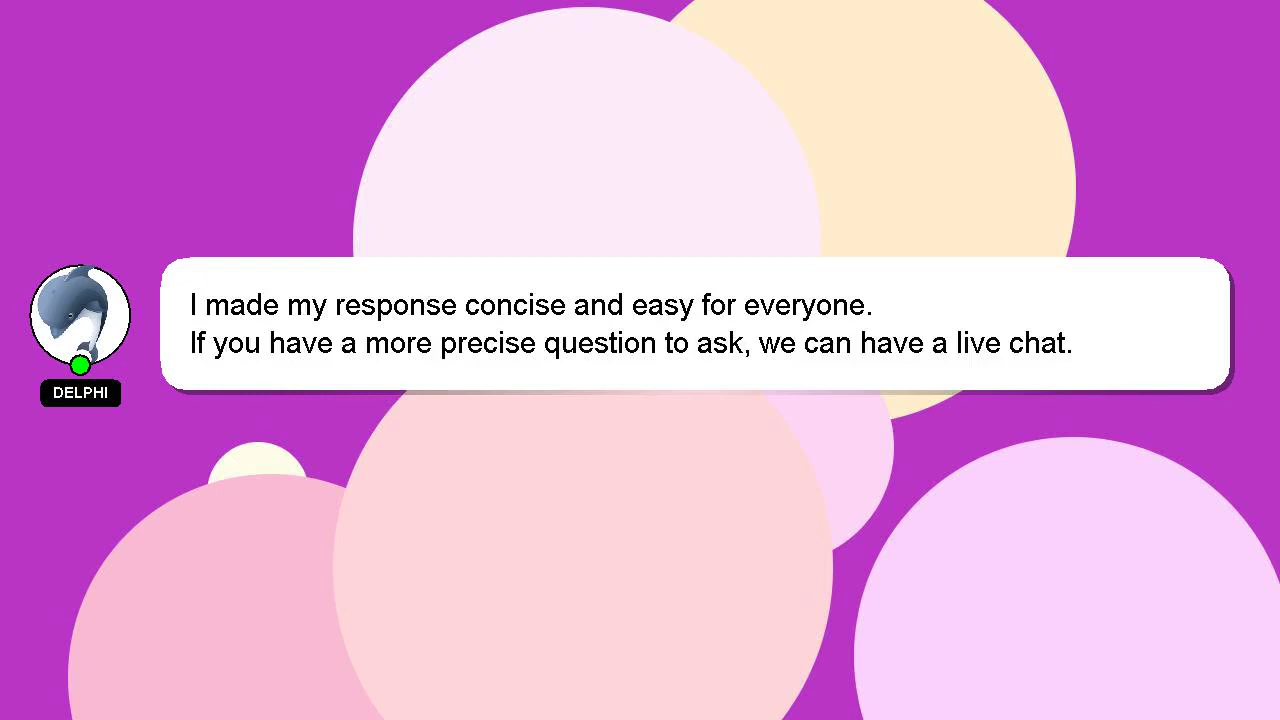 I made my response concise and easy for everyone.
If you have a more precise question to ask, we can have a live chat.
DELPHI